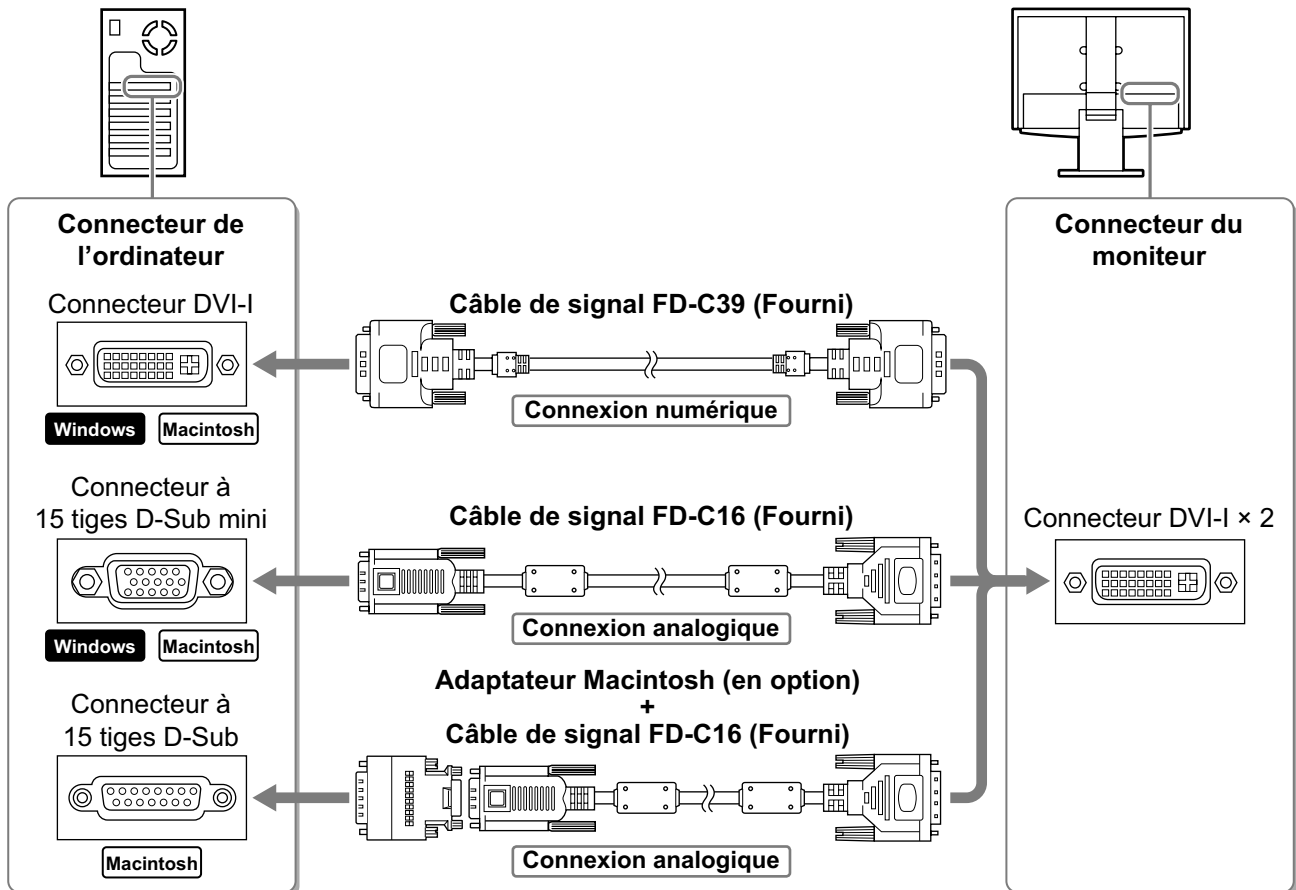 Connecteur de
l’ordinateur
Connecteur DVI-I
Windows Macintosh
Connecteur à
15 tiges D-Sub mini
Windows Macintosh
Connecteur à
15 tiges D-Sub
Macintosh
Câble de signal FD-C39 (Fourni)
Connexion numérique
Câble de signal FD-C16 (Fourni)
Connexion analogique
Adaptateur Macintosh (en option)
+
Câble de signal FD-C16 (Fourni)
Connexion analogique
Connecteur du
moniteur
Connecteur DVI-I × 2